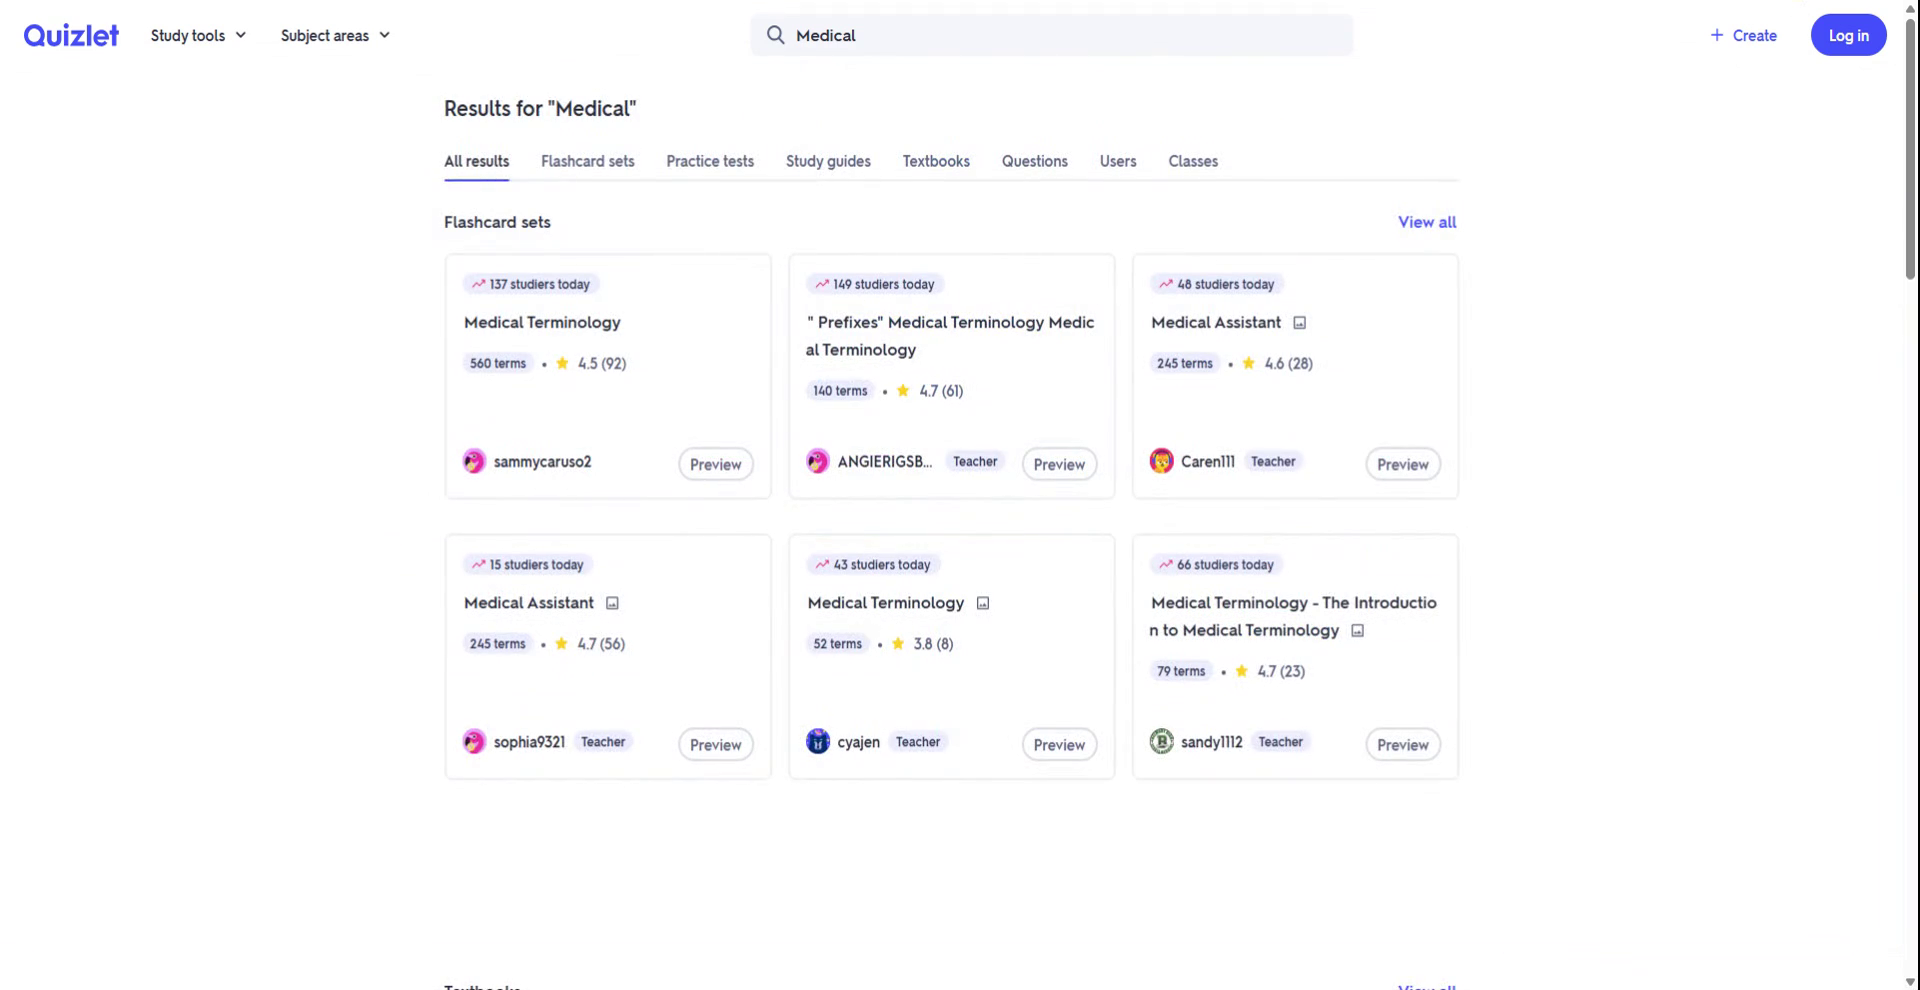 Quizlet
Study tools
Subject areas
Medical
+ Create
Log in
Results for "Medical"
All results
Flashcard sets
Practice tests
Study guides
Textbooks
Questions
Users
Classes
Flashcard sets
View all
137 studiers today
Medical Terminology
560 terms • 4.5 (92)
sammycaruso2
Preview
149 studiers today
" Prefixes" Medical Terminology Medic
al Terminology
140 terms • 4.7 (61)
ANGIERIGSB...
Teacher
Preview
48 studiers today
Medical Assistant
245 terms • 4.6 (28)
Caren111
Teacher
Preview
15 studiers today
Medical Assistant
245 terms • 4.7 (56)
sophia9321
Teacher
Preview
43 studiers today
Medical Terminology
52 terms • 3.8 (8)
cyajen
Teacher
Preview
66 studiers today
Medical Terminology - The Introductio
n to Medical Terminology
79 terms • 4.7 (23)
sandy1112
Teacher
Preview
Textbooks
View all